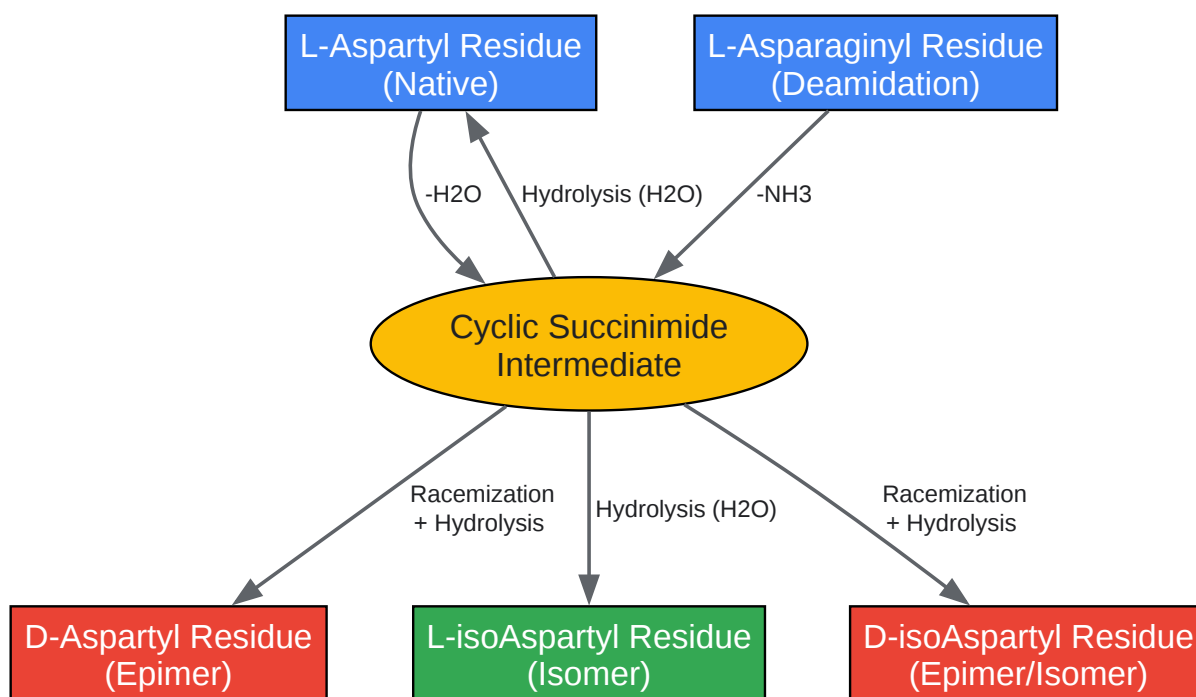 L-Aspartyl Residue
(Native)
L-Asparaginyl Residue
(Deamidation)
-H2O
Hydrolysis (H2O)
-NH3
Cyclic Succinimide
Intermediate
Racemization
+ Hydrolysis
Hydrolysis (H2O)
Racemization
+ Hydrolysis
D-Aspartyl Residue
(Epimer)
L-isoAspartyl Residue
(Isomer)
D-isoAspartyl Residue
(Epimer/Isomer)